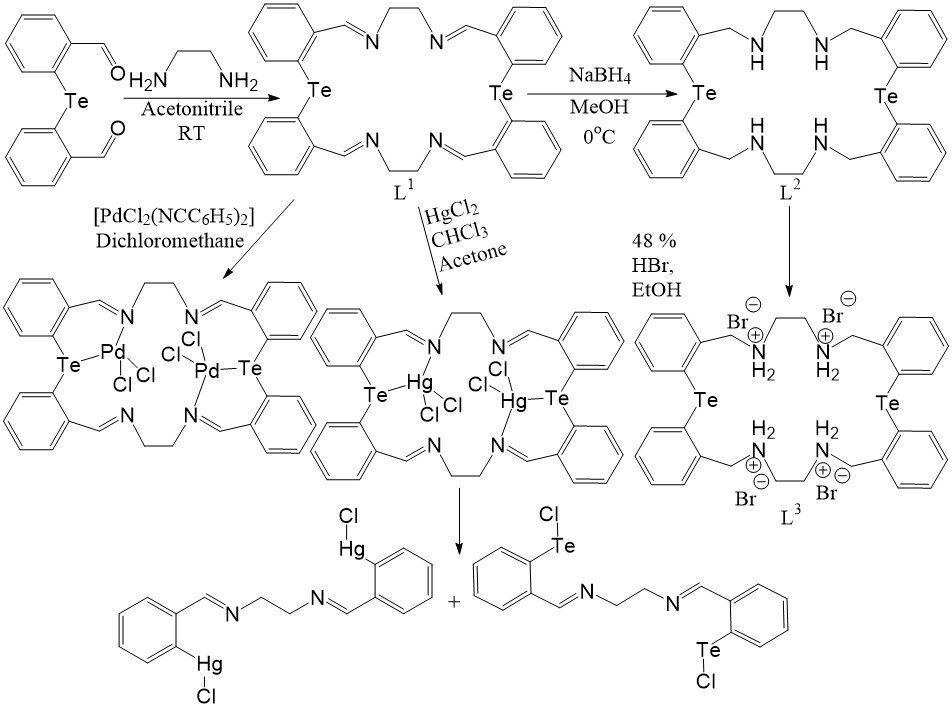 O
O
Te
H2N
NH2
Acetonitrile
RT
N
N
Te
Te
N
N
L1
NaBH4
MeOH
0oC
H
N
H
N
Te
Te
H
N
H
N
L2
[PdCl2(NCC6H5)2]
Dichloromethane
HgCl2
CHCl3
Acetone
48 %
HBr,
EtOH
N
N
Pd
Cl
Cl
Cl
Cl
Pd
Te
Te
N
N
N
N
Hg
Cl
Cl
Cl
Cl
Hg
Te
Te
N
N
Br−
Br−
N+
H2
N+
H2
Te
Te
H2
N+
H2
N+
Br−
Br−
L3
Cl
Hg
N
N
Hg
Cl
+
Cl
Te
N
N
Te
Cl